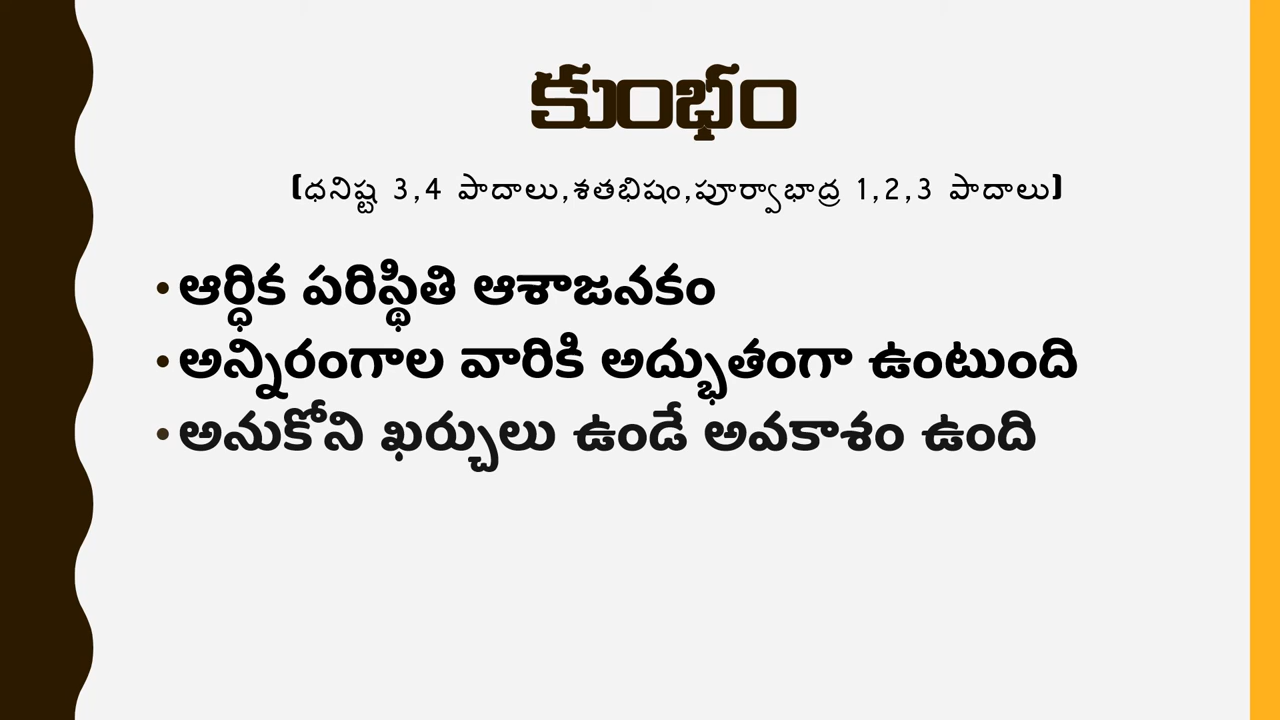 కుంభం
(ధనిష్ట 3,4 పాదాలు,శతభిషం,పూర్వాభాద్ర 1,2,3 పాదాలు)
•ఆర్ధిక పరిస్థితి ఆశాజనకం
•అన్నిరంగాల వారికి అద్భుతంగా ఉంటుంది
•అనుకోని ఖర్చులు ఉండే అవకాశం ఉంది